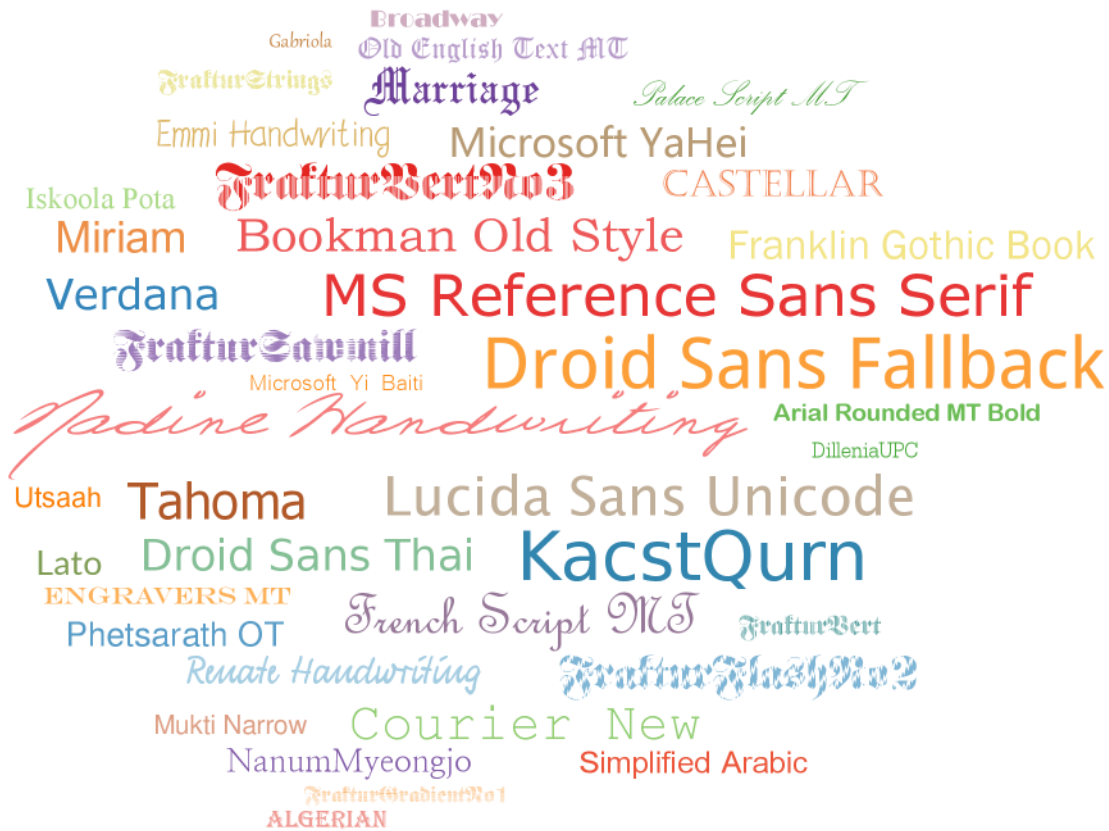 Broadway
Gabriola
Old English Text MT
FrakturStrings
Marriage
Palace Script MT
Emmi Handwriting
Microsoft YaHei
FrakturVertNo3
CASTELLAR
Iskoola Pota
Miriam
Bookman Old Style
Franklin Gothic Book
Verdana
MS Reference Sans Serif
FrakturSawmill
Droid Sans Fallback
Microsoft Yi Baiti
Nadine Handwriting
Arial Rounded MT Bold
DilleniaUPC
Utsaah
Tahoma
Lucida Sans Unicode
KacstQurn
Lato
Droid Sans Thai
ENGRAVERS MT
French Script MT
FrakturVert
Phetsarath OT
Renate Handwriting
FrakturFlashNo2
Mukti Narrow
Courier New
NanumMyeongjo
Simplified Arabic
FrakturGradientNo1
ALGERIAN